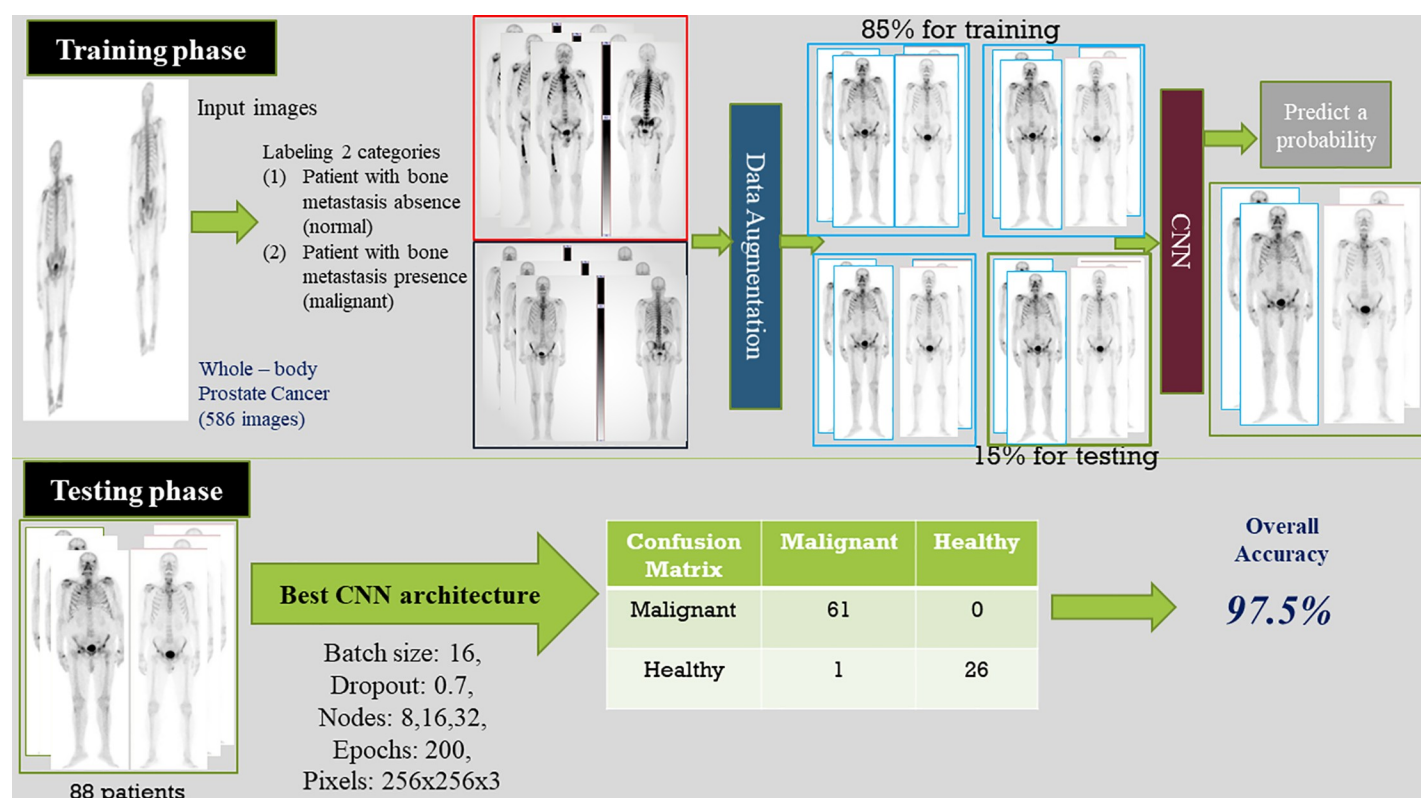 Training phase
Input images
Labeling 2 categories
(1) Patient with bone
metastasis absence
(normal)
(2) Patient with bone
metastasis presence
(malignant)
Whole – body
Prostate Cancer
(586 images)
Data Augmentation
85% for training
15% for testing
CNN
Predict a
probability
Testing phase
88 patients
Best CNN architecture
Batch size: 16,
Dropout: 0.7,
Nodes: 8,16,32,
Epochs: 200,
Pixels: 256x256x3
Confusion Malignant Healthy
Matrix
Malignant 61 0
Healthy 1 26
Overall
Accuracy
97.5%